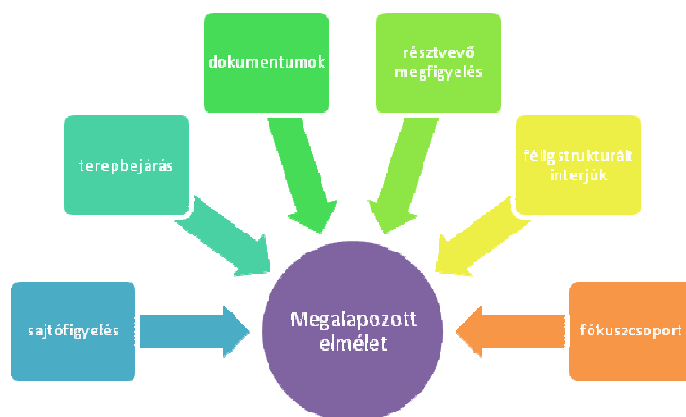 dokumentumok
résztvevő
megfigyelés
terepbejárás
félig strukturált
interjúk
sajtófigyelés
Megalapozott
elmélet
fókuszcsoport